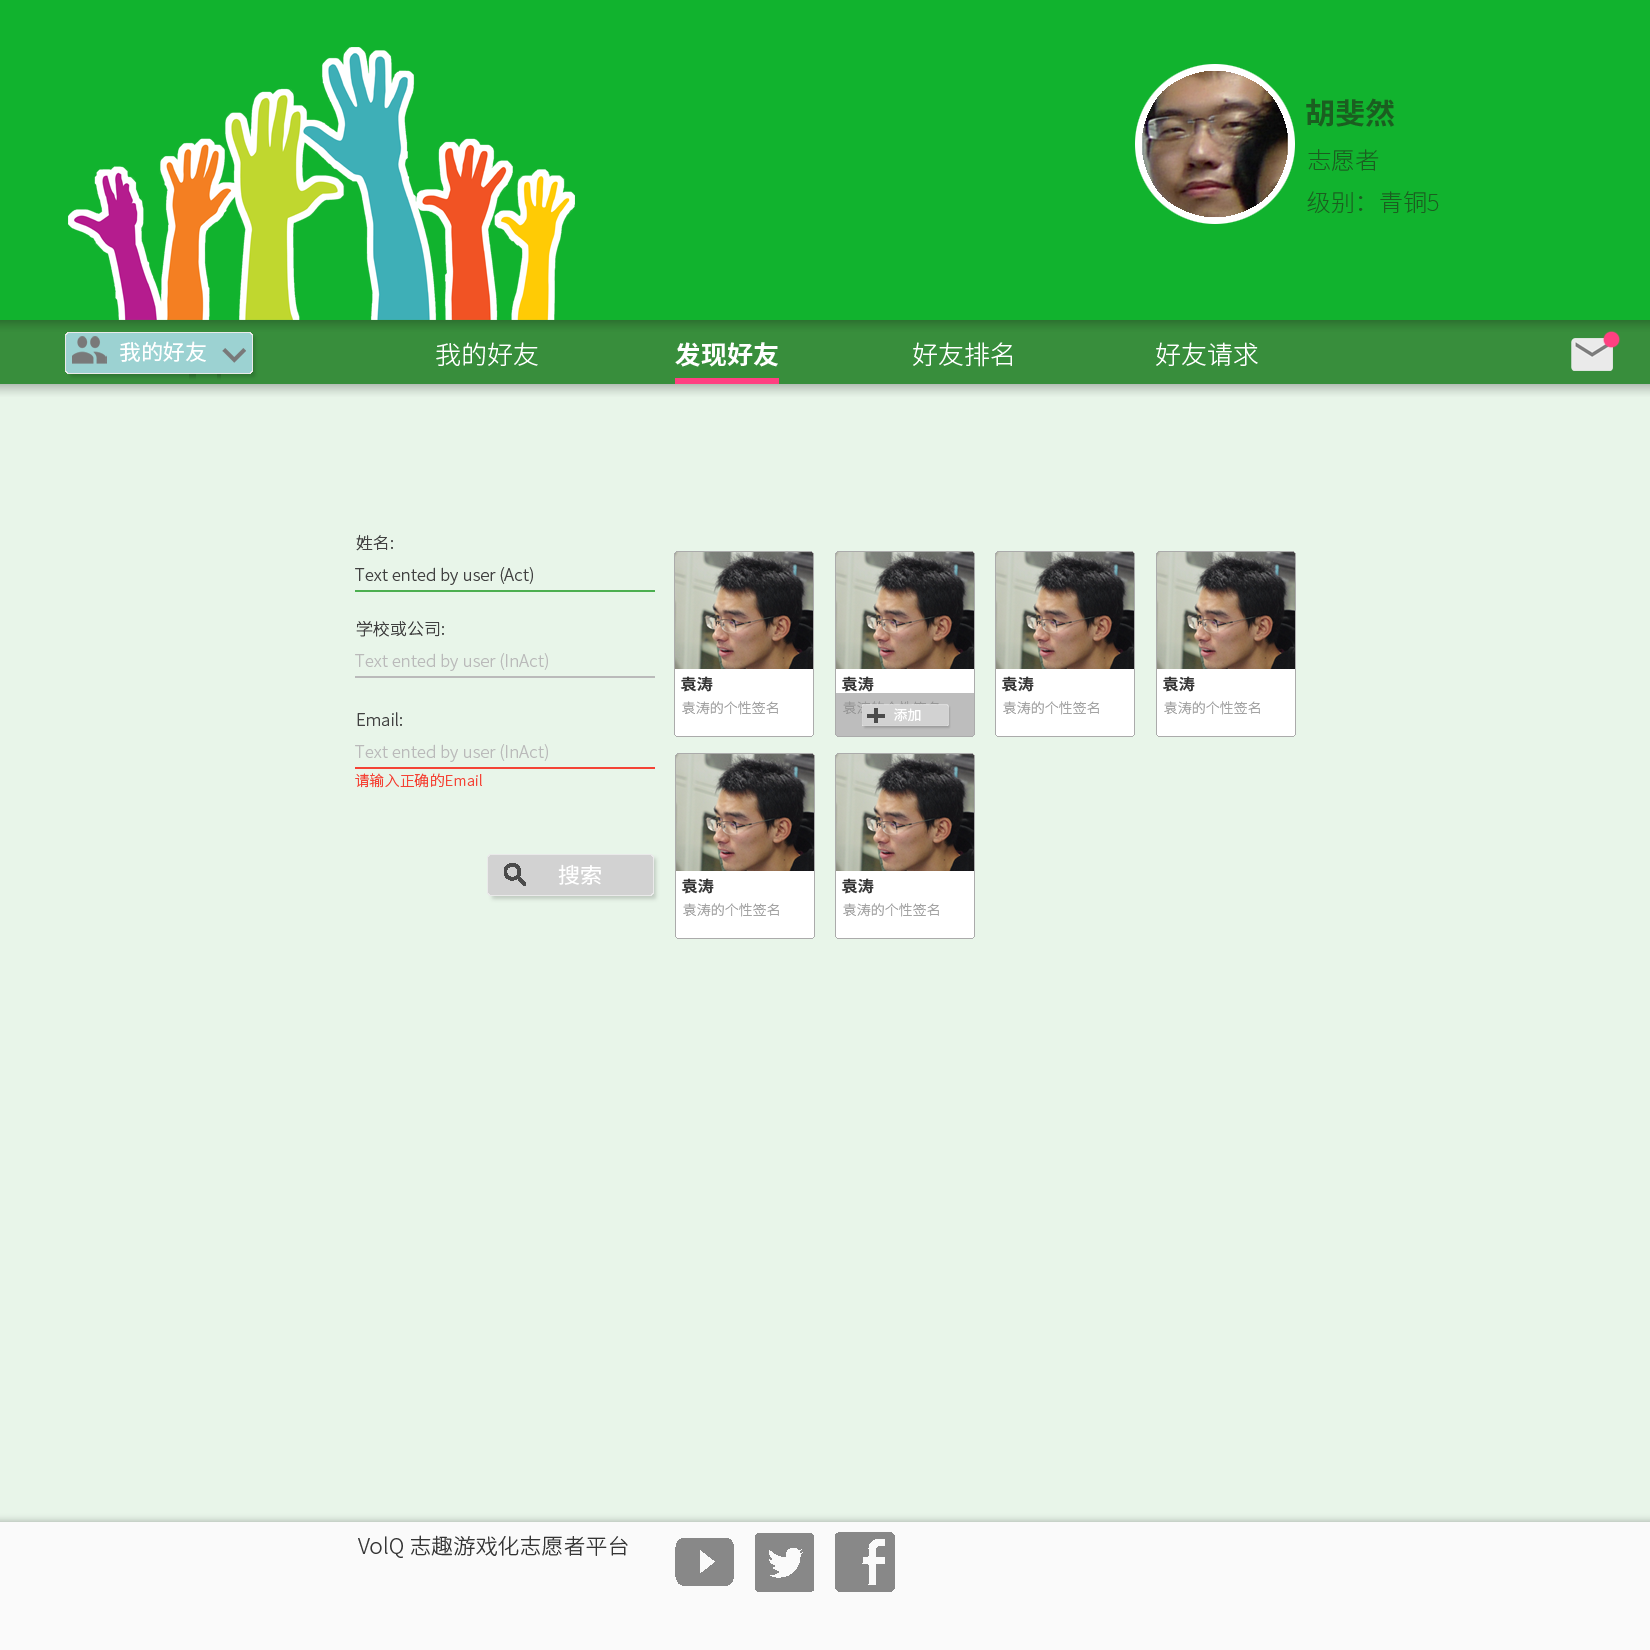 胡斐然
志愿者
级别：青铜5
我的好友
我的好友
发现好友
好友排名
好友请求
姓名:
Text ented by user (Act)
学校或公司:
Text ented by user (InAct)
Email:
Text ented by user (InAct)
请输入正确的Email
搜索
袁涛
袁涛的个性签名
袁涛
添加
袁涛
袁涛的个性签名
袁涛
袁涛的个性签名
袁涛
袁涛的个性签名
袁涛
袁涛的个性签名
VolQ 志趣游戏化志愿者平台